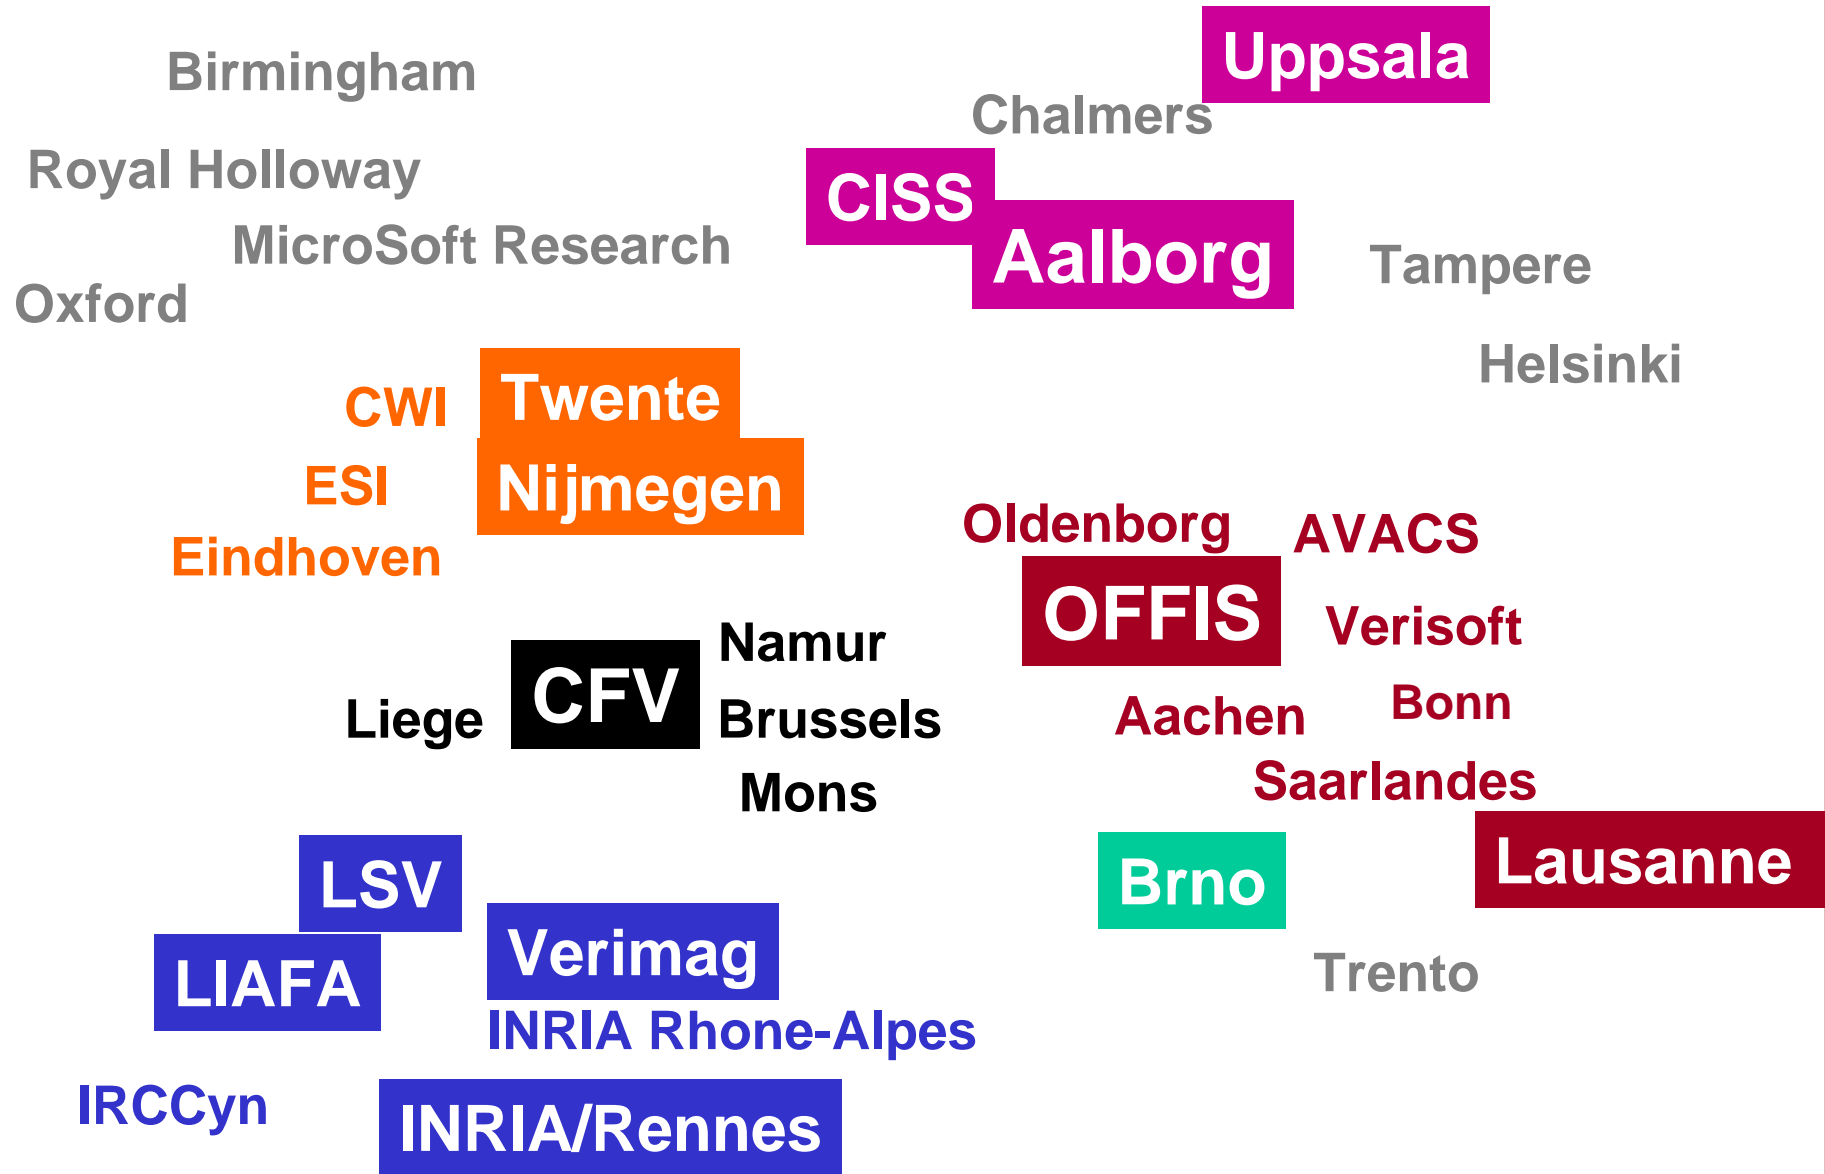 Uppsala
Birmingham
Chalmers
Royal Holloway
CISS
MicroSoft Research
Aalborg
Tampere
Oxford
Helsinki
CWI
Twente
ESI
Nijmegen
Eindhoven
Oldenborg
AVACS
OFFIS
Verisoft
Namur
Liege
CFV
Brussels
Mons
Aachen
Bonn
Saarlandes
Lausanne
Brno
LSV
Verimag
LIAFA
Trento
INRIA Rhone-Alpes
IRCCyn
INRIA/Rennes